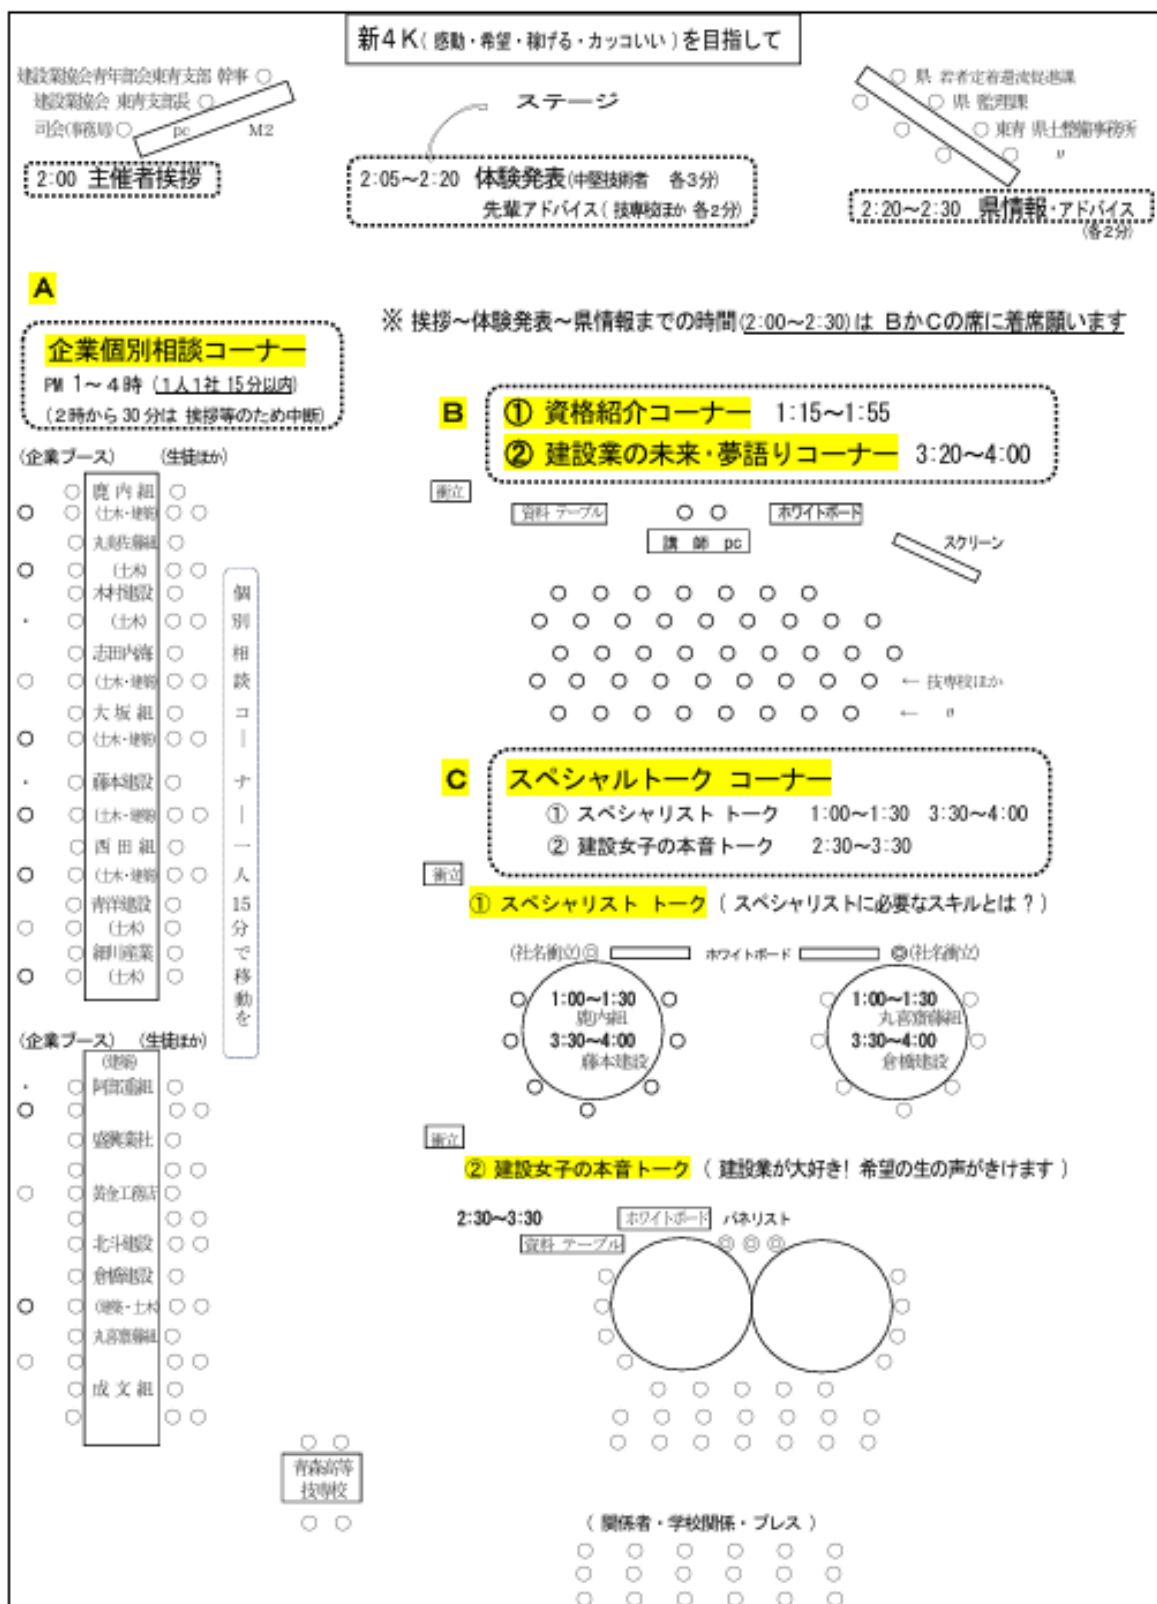 新４Ｋ( 感動・希望・稼げる・カッコいい )を目指して
建設業協会青年部会東青支部 幹事
建設業協会 東青支部長
司会(事務局)
pc M2
ステージ
県 若者定着還流促進課
県 監理課
東青 県土整備事務所
〃
2:00 主催者挨拶
2:05～2:20 体験発表(中堅技術者 各3分)
先輩アドバイス( 技専校ほか 各2分)
2:20～2:30 県情報・アドバイス
(各2分)
A
企業個別相談コーナー
PM 1～4時 (１人１社 15分以内)
(２時から 30分は 挨拶等のため中断)
※ 挨拶～体験発表～県情報までの時間(2:00～2:30)は BかCの席に着席願います
B
① 資格紹介コーナー 1:15～1:55
② 建設業の未来・夢語りコーナー 3:20～4:00
衝立
資料 テーブル
ホワイトボード
講 師 pc
スクリーン
← 技専校ほか
← 〃
(企業ブース) (生徒ほか)
鹿 内 組
(土木・建築)
丸喜佐藤組
(土木)
木村建設
(土木)
志田内海
(土木・建築)
大 坂 組
(土木・建築)
藤本建設
(土木・建築)
西 田 組
(土木・建築)
青洋建設
(土木)
細川産業
(土木)
個別相談コーナー一人15分で移動を
(企業ブース) (生徒ほか)
(建築)
阿部重組
盛興業社
黄金工務店
北斗建設
倉橋建設
(建築・土木)
丸喜齋藤組
成 文 組
青森高等
技専校
C
スペシャルトーク コーナー
① スペシャリスト トーク 1:00～1:30 3:30～4:00
② 建設女子の本音トーク 2:30～3:30
衝立
① スペシャリスト トーク ( スペシャリストに必要なスキルとは？)
(社名衝立)◎ ホワイトボード ◎(社名衝立)
1:00～1:30
鹿内組
3:30～4:00
藤本建設
1:00～1:30
丸喜齋藤組
3:30～4:00
倉橋建設
衝立
② 建設女子の本音トーク ( 建設業が大好き! 希望の生の声がきけます )
2:30～3:30
ホワイトボード パネリスト
資料 テーブル
( 関係者・学校関係・プレス )